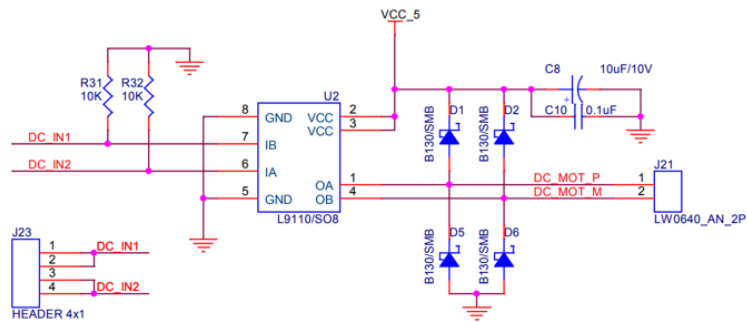 VCC_5
R31
10K
R32
10K
C8
10uF/10V
U2
D1
D2
C10
0.1uF
8
GND
VCC
2
VCC
3
B130/SMB
B130/SMB
DC_IN1
7
IB
DC_IN2
6
IA
J21
OA
1
DC_MOT_P
1
5
GND
OB
4
DC_MOT_M
2
L9110/SO8
LW0640_AN_2P
J23
D5
D6
1
DC_IN1
2
B130/SMB
B130/SMB
3
4
DC_IN2
HEADER 4x1